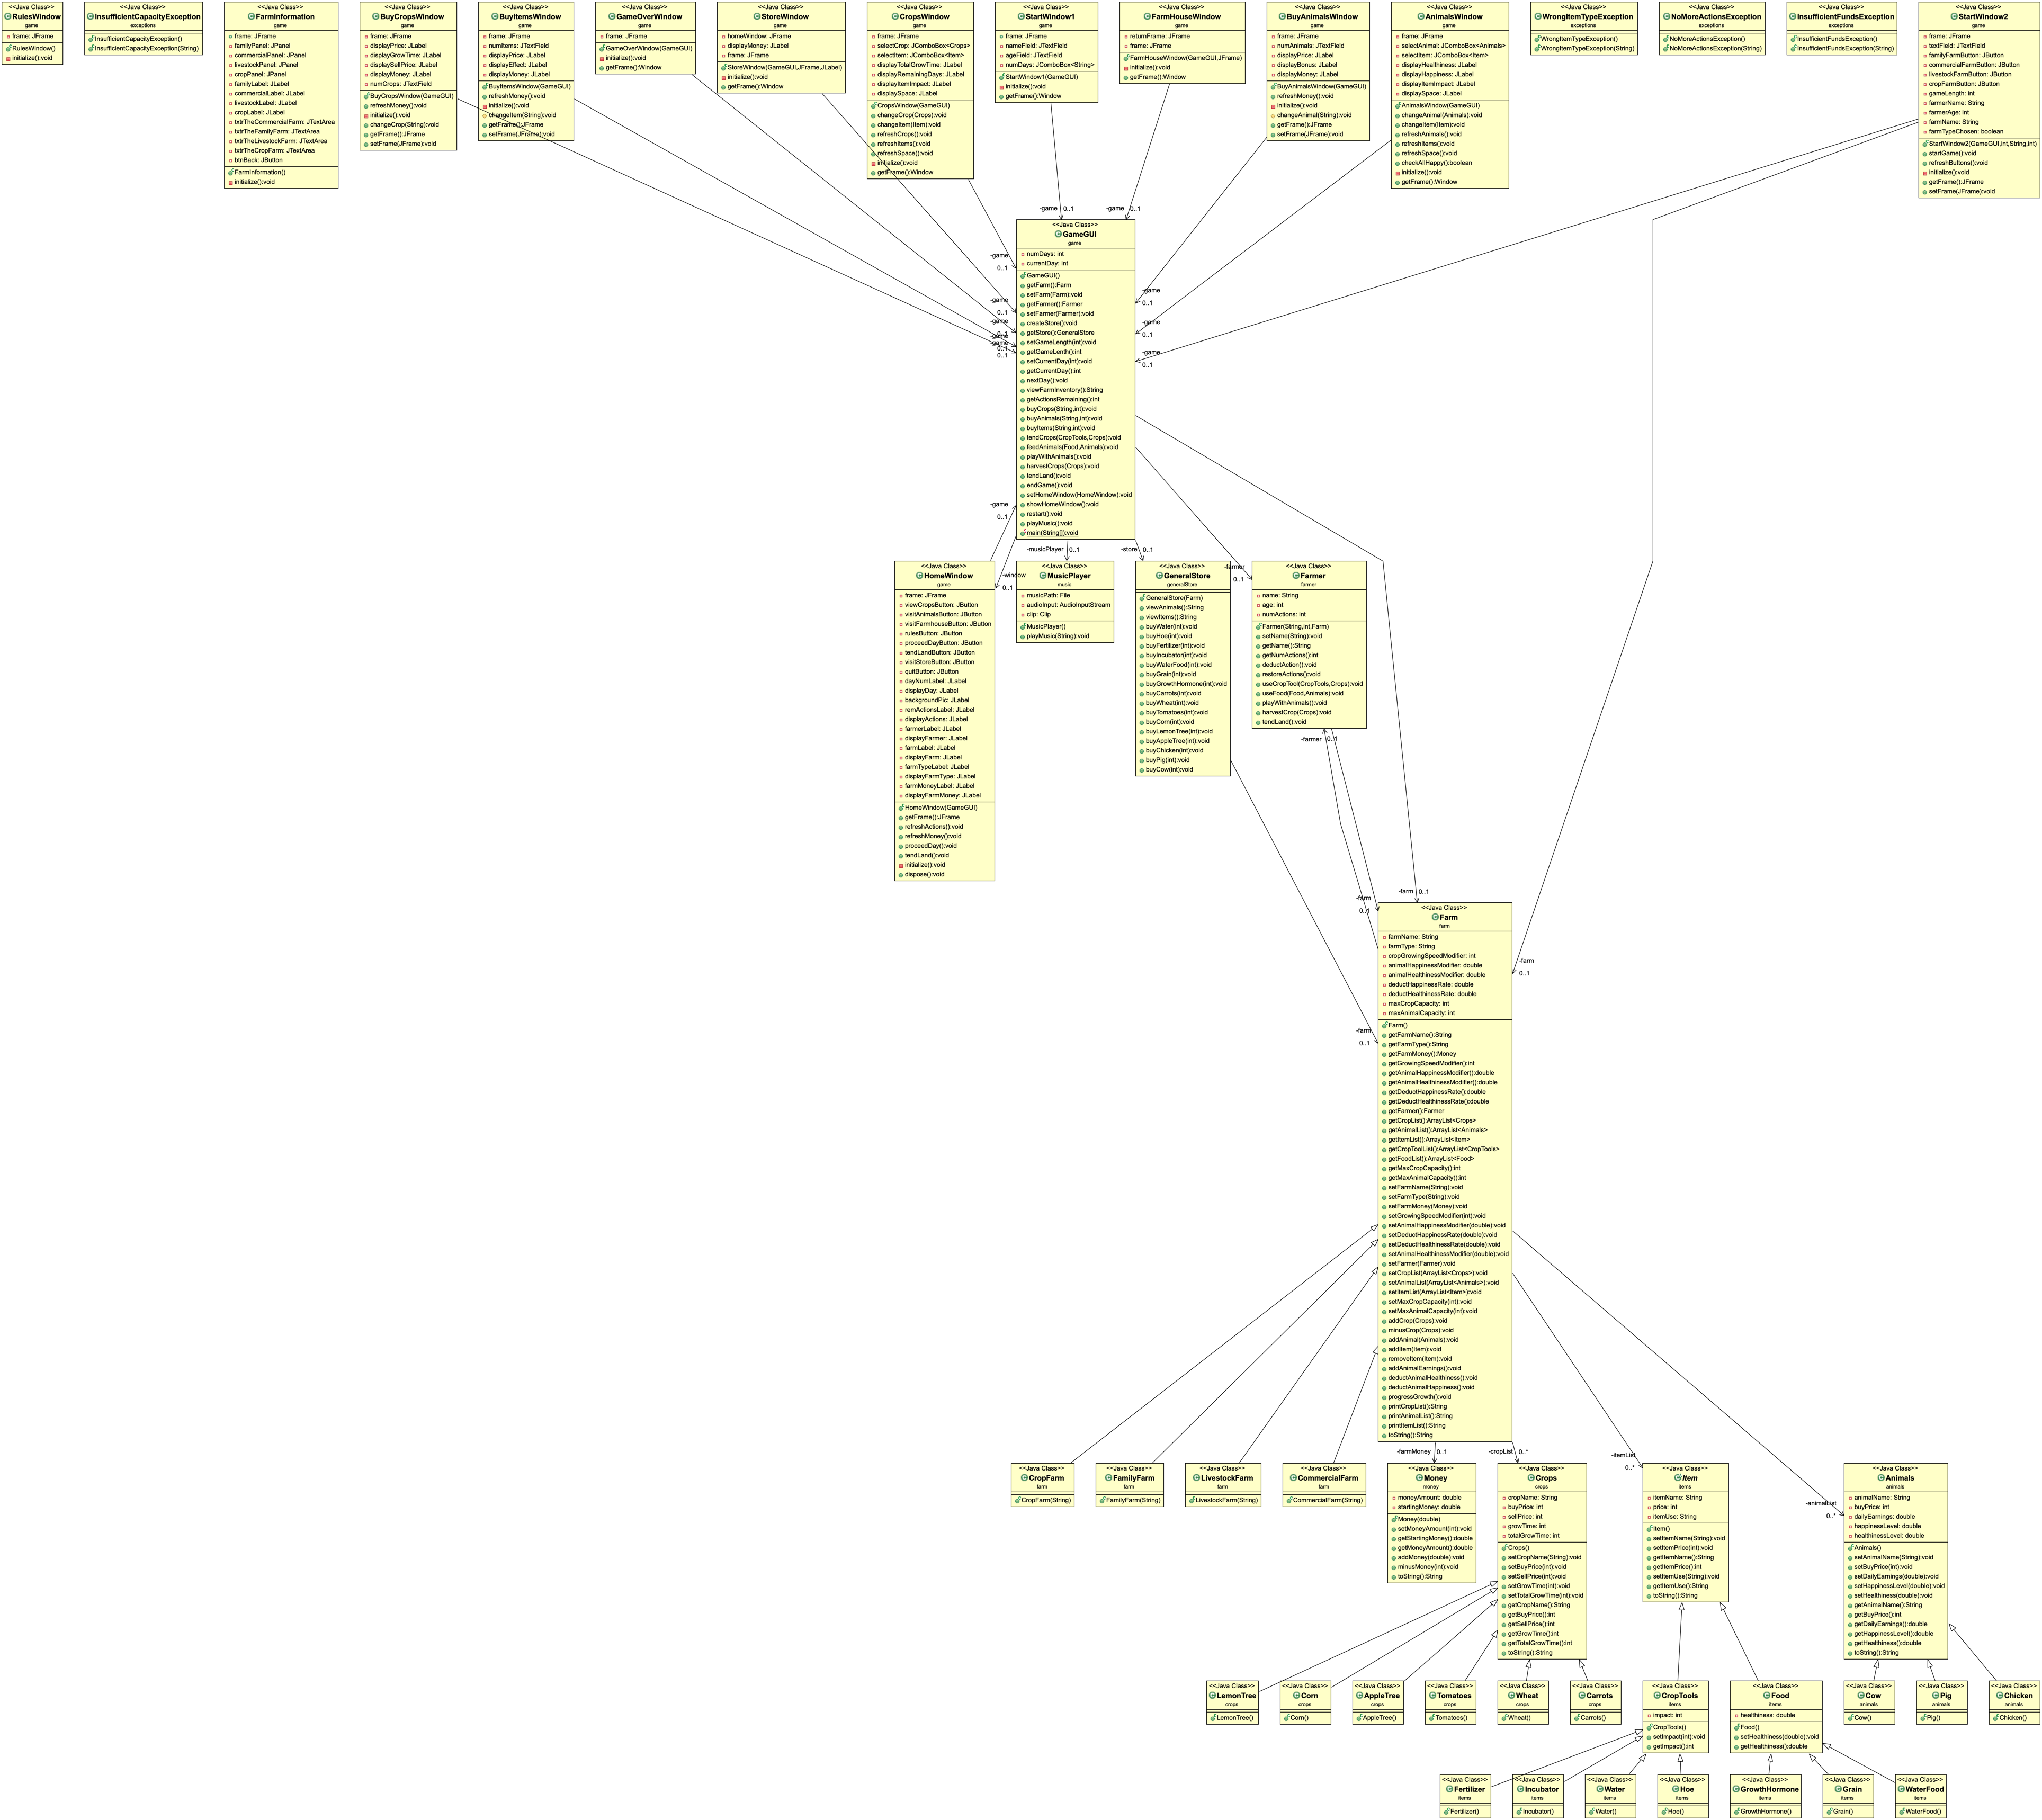 <<Java Class>>
RulesWindow
game
frame: JFrame
RulesWindow()
initialize():void
<<Java Class>>
InsufficientCapacityException
exceptions
InsufficientCapacityException()
InsufficientCapacityException(String)
<<Java Class>>
FarmInformation
game
frame: JFrame
familyPanel: JPanel
commercialPanel: JPanel
livestockPanel: JPanel
cropPanel: JPanel
familyLabel: JLabel
commercialLabel: JLabel
livestockLabel: JLabel
cropLabel: JLabel
txtrTheCommercialFarm: JTextArea
txtrTheFamilyFarm: JTextArea
txtrTheLivestockFarm: JTextArea
txtrTheCropFarm: JTextArea
btnBack: JButton
FarmInformation()
initialize():void
<<Java Class>>
BuyCropsWindow
game
frame: JFrame
displayPrice: JLabel
displayGrowTime: JLabel
displaySellPrice: JLabel
displayMoney: JLabel
numCrops: JTextField
BuyCropsWindow(GameGUI)
refreshMoney():void
initialize():void
changeCrop(String):void
getFrame():JFrame
setFrame(JFrame):void
<<Java Class>>
BuyItemsWindow
game
frame: JFrame
numItems: JTextField
displayPrice: JLabel
displayEffect: JLabel
displayMoney: JLabel
BuyItemsWindow(GameGUI)
refreshMoney():void
initialize():void
changeItem(String):void
getFrame():JFrame
setFrame(JFrame):void
<<Java Class>>
GameOverWindow
game
frame: JFrame
GameOverWindow(GameGUI)
initialize():void
getFrame():Window
<<Java Class>>
StoreWindow
game
homeWindow: JFrame
displayMoney: JLabel
frame: JFrame
StoreWindow(GameGUI,JFrame,JLabel)
initialize():void
getFrame():Window
<<Java Class>>
CropsWindow
game
frame: JFrame
selectCrop: JComboBox<Crops>
selectItem: JComboBox<Item>
displayTotalGrowTime: JLabel
displayRemainingDays: JLabel
displayItemImpact: JLabel
displaySpace: JLabel
CropsWindow(GameGUI)
changeCrop(Crops):void
changeItem(Item):void
refreshCrops():void
refreshItems():void
refreshSpace():void
initialize():void
getFrame():Window
<<Java Class>>
StartWindow1
game
frame: JFrame
nameField: JTextField
ageField: JTextField
numDays: JComboBox<String>
StartWindow1(GameGUI)
initialize():void
getFrame():Window
<<Java Class>>
FarmHouseWindow
game
returnFrame: JFrame
frame: JFrame
FarmHouseWindow(GameGUI,JFrame)
initialize():void
getFrame():Window
<<Java Class>>
BuyAnimalsWindow
game
frame: JFrame
numAnimals: JTextField
displayPrice: JLabel
displayBonus: JLabel
displayMoney: JLabel
BuyAnimalsWindow(GameGUI)
refreshMoney():void
initialize():void
changeAnimal(String):void
getFrame():JFrame
setFrame(JFrame):void
<<Java Class>>
AnimalsWindow
game
frame: JFrame
selectAnimal: JComboBox<Animals>
selectItem: JComboBox<Item>
displayHealthiness: JLabel
displayHappiness: JLabel
displayItemImpact: JLabel
displaySpace: JLabel
AnimalsWindow(GameGUI)
changeAnimal(Animals):void
changeItem(Item):void
refreshAnimals():void
refreshItems():void
refreshSpace():void
checkAllHappy():boolean
initialize():void
getFrame():Window
<<Java Class>>
WrongItemTypeException
exceptions
WrongItemTypeException()
WrongItemTypeException(String)
<<Java Class>>
NoMoreActionsException
exceptions
NoMoreActionsException()
NoMoreActionsException(String)
<<Java Class>>
InsufficientFundsException
exceptions
InsufficientFundsException()
InsufficientFundsException(String)
<<Java Class>>
StartWindow2
game
frame: JFrame
textField: JTextField
familyFarmButton: JButton
commercialFarmButton: JButton
livestockFarmButton: JButton
cropFarmButton: JButton
gameLength: int
farmerName: String
farmerAge: int
farmName: String
farmTypeChosen: boolean
StartWindow2(GameGUI,int,String,int)
startGame():void
refreshButtons():void
initialize():void
getFrame():JFrame
setFrame(JFrame):void
-game 0..1
-game 0..1
-game
0..1
-game
0..1
-game
0..1
-game
0..1
-game
0..1
-game
0..1
-game
0..1
-game
0..1
<<Java Class>>
GameGUI
game
numDays: int
currentDay: int
GameGUI()
getFarm():Farm
setFarm(Farm):void
getFarmer():Farmer
setFarmer(Farmer):void
createStore():void
getStore():GeneralStore
setGameLength(int):void
getGameLenth():int
setCurrentDay(int):void
getCurrentDay():int
nextDay():void
viewFarmInventory():String
getActionsRemaining():int
buyCrops(String,int):void
buyAnimals(String,int):void
buyItems(String,int):void
tendCrops(CropTools,Crops):void
feedAnimals(Food,Animals):void
playWithAnimals():void
harvestCrops(Crops):void
tendLand():void
endGame():void
setHomeWindow(HomeWindow):void
showHomeWindow():void
restart():void
playMusic():void
main(String[]):void
-game
0..1
-window
0..1
-musicPlayer 0..1
-store 0..1
-farmer
0..1
<<Java Class>>
HomeWindow
game
frame: JFrame
viewCropsButton: JButton
visitAnimalsButton: JButton
visitFarmhouseButton: JButton
rulesButton: JButton
proceedDayButton: JButton
tendLandButton: JButton
visitStoreButton: JButton
quitButton: JButton
dayNumLabel: JLabel
displayDay: JLabel
backgroundPic: JLabel
remActionsLabel: JLabel
displayActions: JLabel
farmerLabel: JLabel
displayFarmer: JLabel
farmLabel: JLabel
displayFarm: JLabel
farmTypeLabel: JLabel
displayFarmType: JLabel
farmMoneyLabel: JLabel
displayFarmMoney: JLabel
HomeWindow(GameGUI)
getFrame():JFrame
refreshActions():void
refreshMoney():void
proceedDay():void
tendLand():void
initialize():void
dispose():void
<<Java Class>>
MusicPlayer
music
musicPath: File
audioInput: AudioInputStream
clip: Clip
MusicPlayer()
playMusic(String):void
<<Java Class>>
GeneralStore
generalStore
GeneralStore(Farm)
viewAnimals():String
viewItems():String
buyWater(int):void
buyHoe(int):void
buyFertilizer(int):void
buyIncubator(int):void
buyWaterFood(int):void
buyGrain(int):void
buyGrowthHormone(int):void
buyCarrots(int):void
buyWheat(int):void
buyTomatoes(int):void
buyCorn(int):void
buyLemonTree(int):void
buyAppleTree(int):void
buyChicken(int):void
buyPig(int):void
buyCow(int):void
<<Java Class>>
Farmer
farmer
name: String
age: int
numActions: int
Farmer(String,int,Farm)
setName(String):void
getName():String
getNumActions():int
deductAction():void
restoreActions():void
useCropTool(CropTools,Crops):void
useFood(Food,Animals):void
playWithAnimals():void
harvestCrop(Crops):void
tendLand():void
-farmer 0..1
-farm
0..1
-farm 0..1
-farm
0..1
-farm
0..1
<<Java Class>>
Farm
farm
farmName: String
farmType: String
cropGrowingSpeedModifier: int
animalHappinessModifier: double
animalHealthinessModifier: double
deductHappinessRate: double
deductHealthinessRate: double
maxCropCapacity: int
maxAnimalCapacity: int
Farm()
getFarmName():String
getFarmType():String
getFarmMoney():Money
getGrowingSpeedModifier():int
getAnimalHappinessModifier():double
getAnimalHealthinessModifier():double
getDeductHappinessRate():double
getDeductHealthinessRate():double
getFarmer():Farmer
getCropList():ArrayList<Crops>
getAnimalList():ArrayList<Animals>
getItemList():ArrayList<Item>
getCropToolList():ArrayList<CropTools>
getFoodList():ArrayList<Food>
getMaxCropCapacity():int
getMaxAnimalCapacity():int
setFarmName(String):void
setFarmType(String):void
setFarmMoney(Money):void
setGrowingSpeedModifier(int):void
setAnimalHappinessModifier(double):void
setDeductHappinessRate(double):void
setDeductHealthinessRate(double):void
setAnimalHealthinessModifier(double):void
setFarmer(Farmer):void
setCropList(ArrayList<Crops>):void
setAnimalList(ArrayList<Animals>):void
setItemList(ArrayList<Item>):void
setMaxCropCapacity(int):void
setMaxAnimalCapacity(int):void
addCrop(Crops):void
minusCrop(Crops):void
addAnimal(Animals):void
addItem(Item):void
removeItem(Item):void
addAnimalEarnings():void
deductAnimalHealthiness():void
deductAnimalHappiness():void
progressGrowth():void
printCropList():String
printAnimalList():String
printItemList():String
toString():String
-farmMoney 0..1
-cropList 0..*
-itemList
0..*
-animalList
0..*
<<Java Class>>
CropFarm
farm
CropFarm(String)
<<Java Class>>
FamilyFarm
farm
FamilyFarm(String)
<<Java Class>>
LivestockFarm
farm
LivestockFarm(String)
<<Java Class>>
CommercialFarm
farm
CommercialFarm(String)
<<Java Class>>
Money
money
moneyAmount: double
startingMoney: double
Money(double)
setMoneyAmount(int):void
getStartingMoney():double
getMoneyAmount():double
addMoney(double):void
minusMoney(int):void
toString():String
<<Java Class>>
Crops
crops
cropName: String
buyPrice: int
sellPrice: int
growTime: int
totalGrowTime: int
Crops()
setCropName(String):void
setBuyPrice(int):void
setSellPrice(int):void
setGrowTime(int):void
setTotalGrowTime(int):void
getCropName():String
getBuyPrice():int
getSellPrice():int
getGrowTime():int
getTotalGrowTime():int
toString():String
<<Java Class>>
Item
items
itemName: String
price: int
itemUse: String
Item()
setItemName(String):void
setItemPrice(int):void
getItemName():String
getItemPrice():int
setItemUse(String):void
getItemUse():String
toString():String
<<Java Class>>
Animals
animals
animalName: String
buyPrice: int
dailyEarnings: double
happinessLevel: double
healthinessLevel: double
Animals()
setAnimalName(String):void
setBuyPrice(int):void
setDailyEarnings(double):void
setHappinessLevel(double):void
setHealthiness(double):void
getAnimalName():String
getBuyPrice():int
getDailyEarnings():double
getHappinessLevel():double
getHealthiness():double
toString():String
<<Java Class>>
LemonTree
crops
LemonTree()
<<Java Class>>
Corn
crops
Corn()
<<Java Class>>
AppleTree
crops
AppleTree()
<<Java Class>>
Tomatoes
crops
Tomatoes()
<<Java Class>>
Wheat
crops
Wheat()
<<Java Class>>
Carrots
crops
Carrots()
<<Java Class>>
CropTools
items
impact: int
CropTools()
setImpact(int):void
getImpact():int
<<Java Class>>
Food
items
healthiness: double
Food()
setHealthiness(double):void
getHealthiness():double
<<Java Class>>
Cow
animals
Cow()
<<Java Class>>
Pig
animals
Pig()
<<Java Class>>
Chicken
animals
Chicken()
<<Java Class>>
Fertilizer
items
Fertilizer()
<<Java Class>>
Incubator
items
Incubator()
<<Java Class>>
Water
items
Water()
<<Java Class>>
Hoe
items
Hoe()
<<Java Class>>
GrowthHormone
items
GrowthHormone()
<<Java Class>>
Grain
items
Grain()
<<Java Class>>
WaterFood
items
WaterFood()